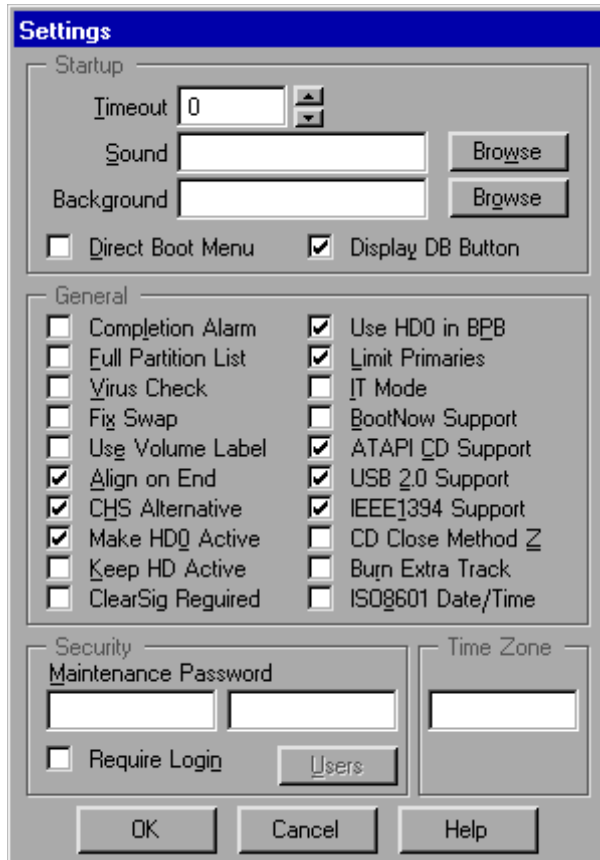 Settings
Startup
Timeout 0
Sound Browse
Background Browse
Direct Boot Menu Display DB Button
General
Completion Alarm Use HD0 in BPB
Full Partition List Limit Primaries
Virus Check IT Mode
Fix Swap BootNow Support
Use Volume Label ATAPI CD Support
Align on End USB 2.0 Support
CHS Alternative IEEE1394 Support
Make HD0 Active CD Close Method Z
Keep HD Active Burn Extra Track
ClearSig Reguired ISO8601 Date/Time
Security Time Zone
Maintenance Password
Require Login Users
OK Cancel Help